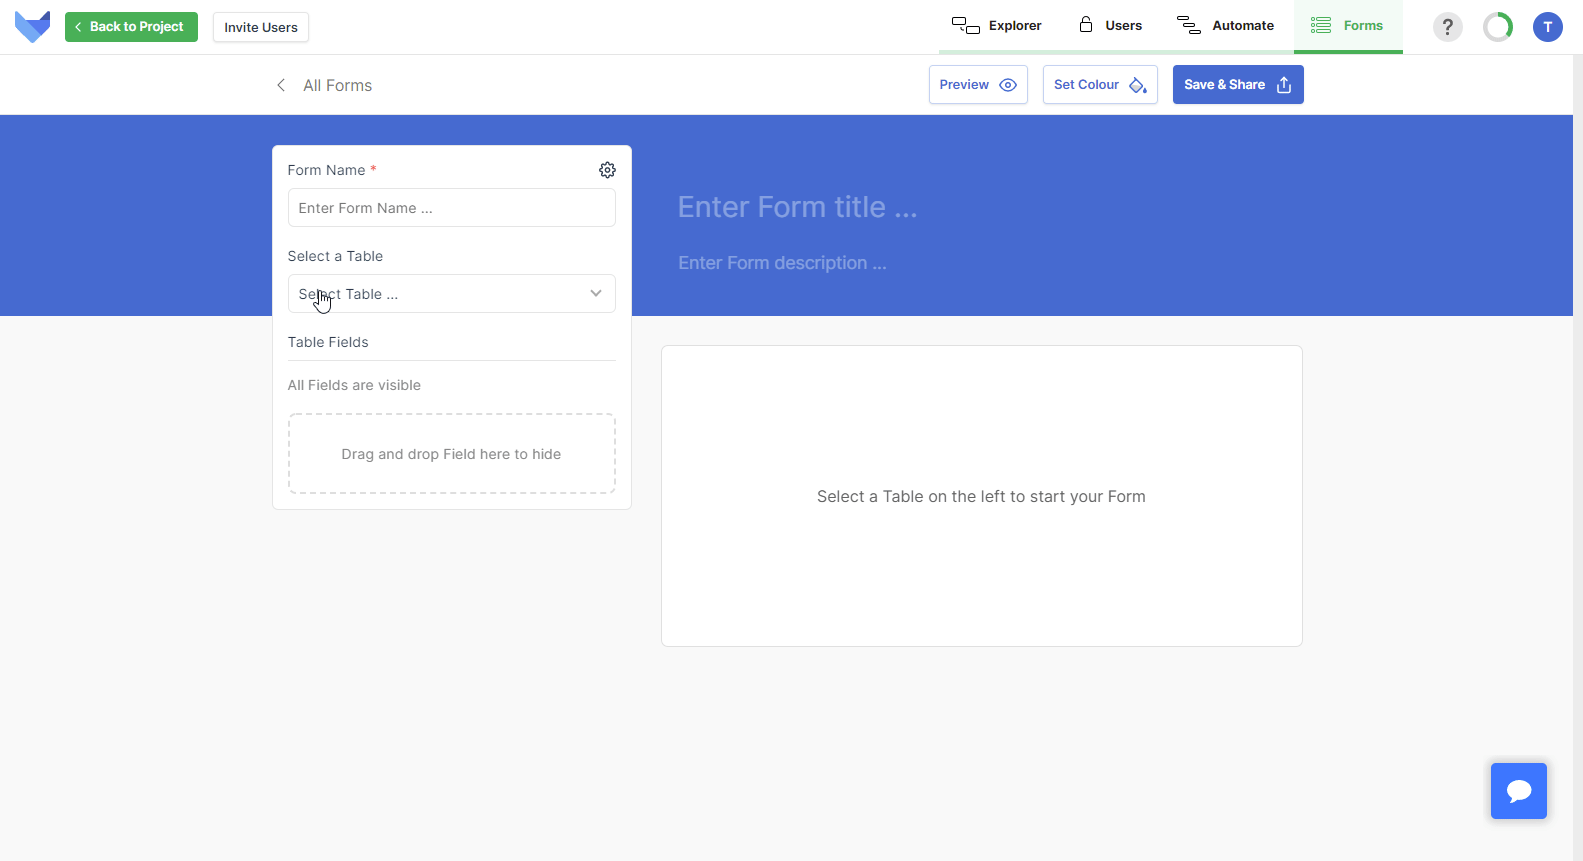 Back to Project
Invite Users
Explorer
Users
Automate
Forms
?
T
All Forms
Preview
Set Colour
Save & Share
Form Name *
Enter Form Name ...
Select a Table
Select Table ...
Table Fields
All Fields are visible
Drag and drop Field here to hide
Enter Form title ...
Enter Form description ...
Select a Table on the left to start your Form